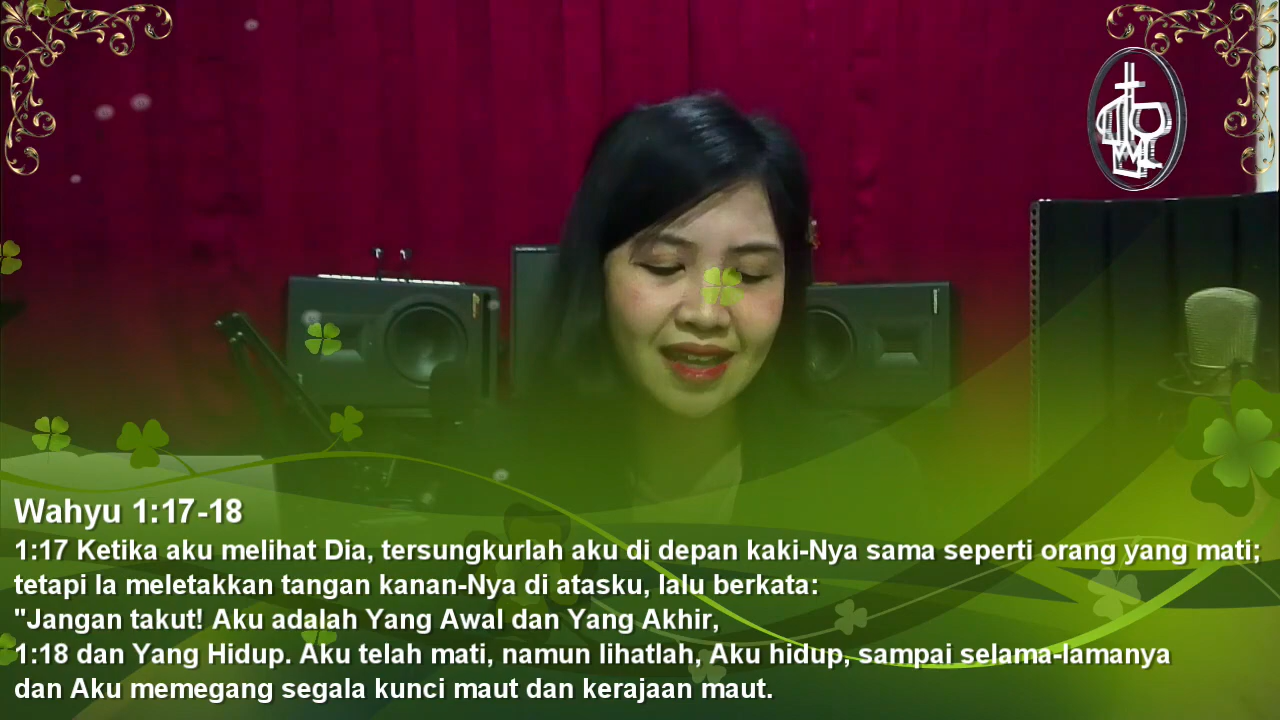 Wahyu 1:17-18
1:17 Ketika aku melihat Dia, tersungkurlah aku di depan kaki-Nya sama seperti orang yang mati;
tetapi Ia meletakkan tangan kanan-Nya di atasku, lalu berkata:
"Jangan takut! Aku adalah Yang Awal dan Yang Akhir,
1:18 dan Yang Hidup. Aku telah mati, namun lihatlah, Aku hidup, sampai selama-lamanya
dan Aku memegang segala kunci maut dan kerajaan maut.